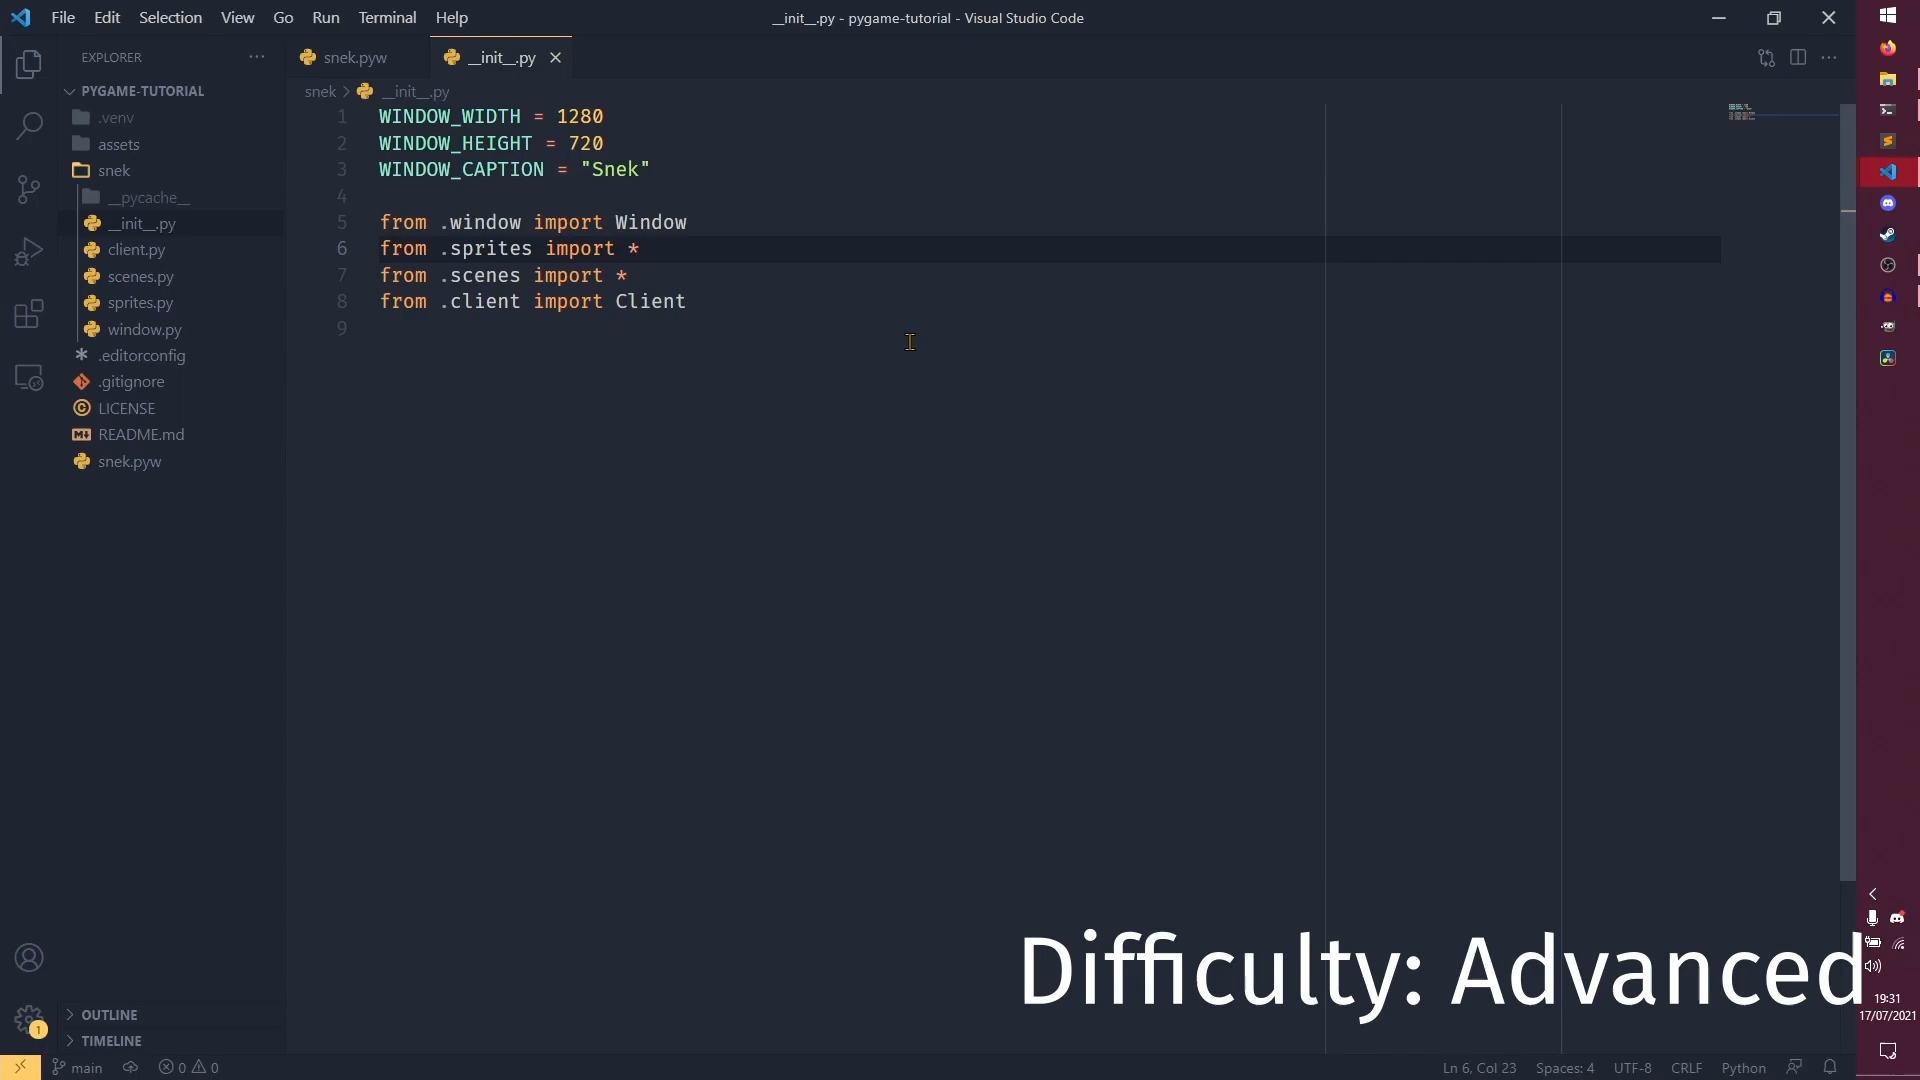 File Edit Selection View Go Run Terminal Help
__init__.py - pygame-tutorial - Visual Studio Code
EXPLORER
PYGAME-TUTORIAL
.venv
assets
snek
__pycache__
__init__.py
client.py
scenes.py
sprites.py
window.py
.editorconfig
.gitignore
LICENSE
README.md
snek.pyw
OUTLINE
TIMELINE
snek.pyw __init__.py
snek > __init__.py
1 WINDOW_WIDTH = 1280
2 WINDOW_HEIGHT = 720
3 WINDOW_CAPTION = "Snek"
4
5 from .window import Window
6 from .sprites import *
7 from .scenes import *
8 from .client import Client
9
Difficulty: Advanced
1
main 0 0
Ln 6, Col 23 Spaces: 4 UTF-8 CRLF Python
19:31
17/07/2021